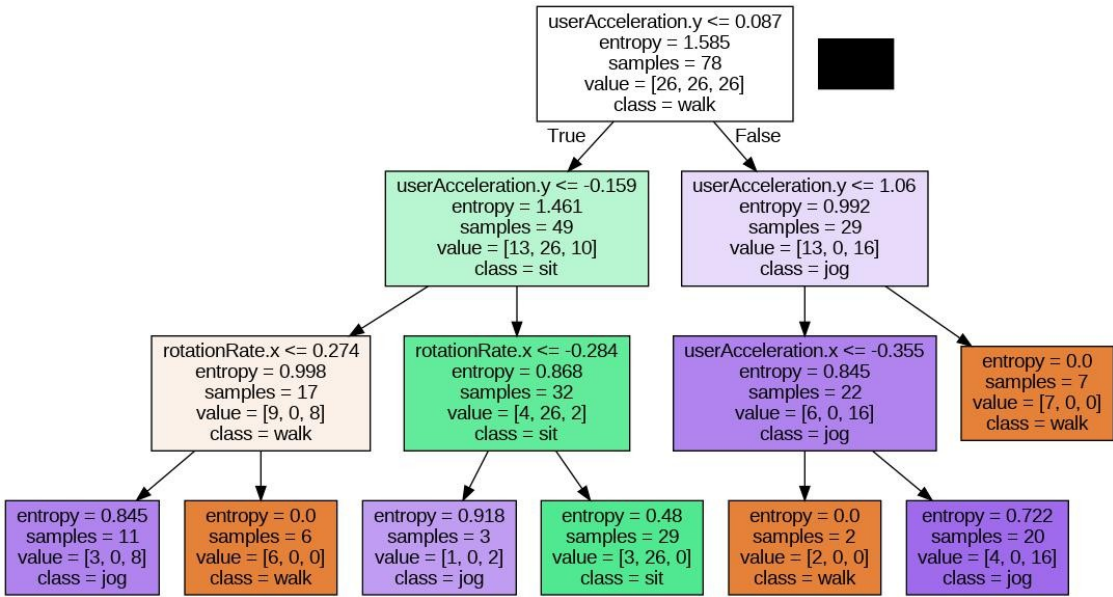 userAcceleration.y <= 0.087
entropy = 1.585
samples = 78
value = [26, 26, 26]
class = walk
True
False
userAcceleration.y <= -0.159
entropy = 1.461
samples = 49
value = [13, 26, 10]
class = sit
userAcceleration.y <= 1.06
entropy = 0.992
samples = 29
value = [13, 0, 16]
class = jog
rotationRate.x <= 0.274
entropy = 0.998
samples = 17
value = [9, 0, 8]
class = walk
rotationRate.x <= -0.284
entropy = 0.868
samples = 32
value = [4, 26, 2]
class = sit
userAcceleration.x <= -0.355
entropy = 0.845
samples = 22
value = [6, 0, 16]
class = jog
entropy = 0.0
samples = 7
value = [7, 0, 0]
class = walk
entropy = 0.845
samples = 11
value = [3, 0, 8]
class = jog
entropy = 0.0
samples = 6
value = [6, 0, 0]
class = walk
entropy = 0.918
samples = 3
value = [1, 0, 2]
class = jog
entropy = 0.48
samples = 29
value = [3, 26, 0]
class = sit
entropy = 0.0
samples = 2
value = [2, 0, 0]
class = walk
entropy = 0.722
samples = 20
value = [4, 0, 16]
class = jog